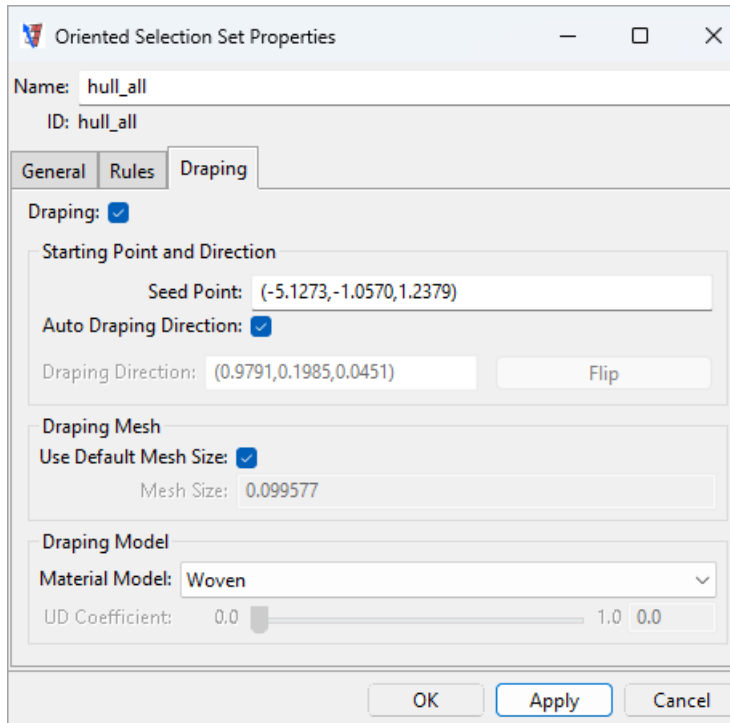 Oriented Selection Set Properties
Name: hull_all
ID: hull_all
General Rules Draping
Draping:
Starting Point and Direction
Seed Point: (-5.1273,-1.0570,1.2379)
Auto Draping Direction:
Draping Direction: (0.9791,0.1985,0.0451) Flip
Draping Mesh
Use Default Mesh Size:
Mesh Size: 0.099577
Draping Model
Material Model: Woven
UD Coefficient: 0.0 1.0 0.0
OK Apply Cancel